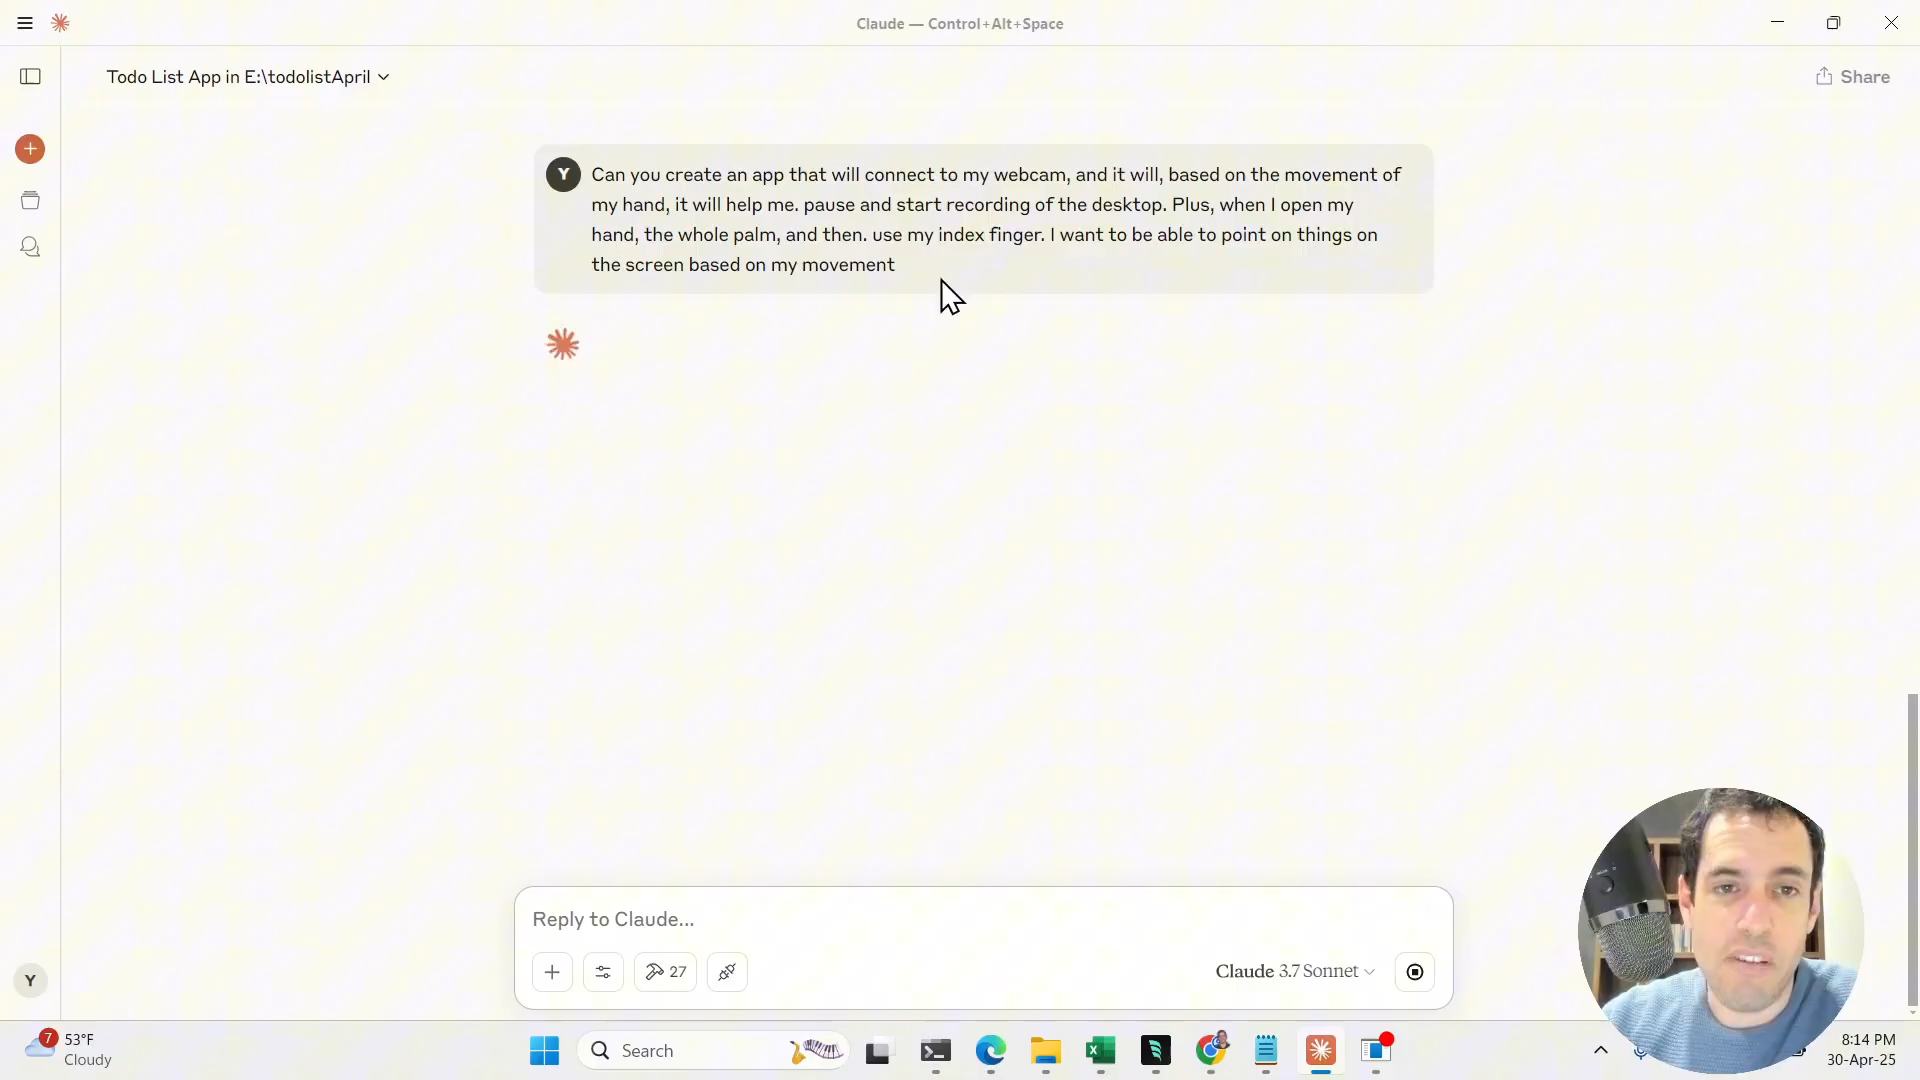 Claude — Control+Alt+Space
Todo List App in E:\todolistApril
Share
Y
Can you create an app that will connect to my webcam, and it will, based on the movement of
my hand, it will help me. pause and start recording of the desktop. Plus, when I open my
hand, the whole palm, and then. use my index finger. I want to be able to point on things on
the screen based on my movement
Reply to Claude...
27
Claude 3.7 Sonnet
Y
7
53°F
Cloudy
Search
8:14 PM
30-Apr-25